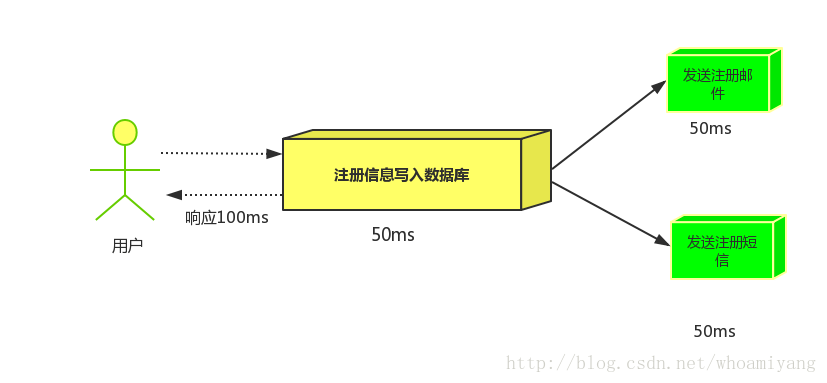 发送注册邮
件
50ms
注册信息写入数据库
响应100ms
50ms
用户
发送注册短
信
50ms
http://blog.csdn.net/whoamiyang